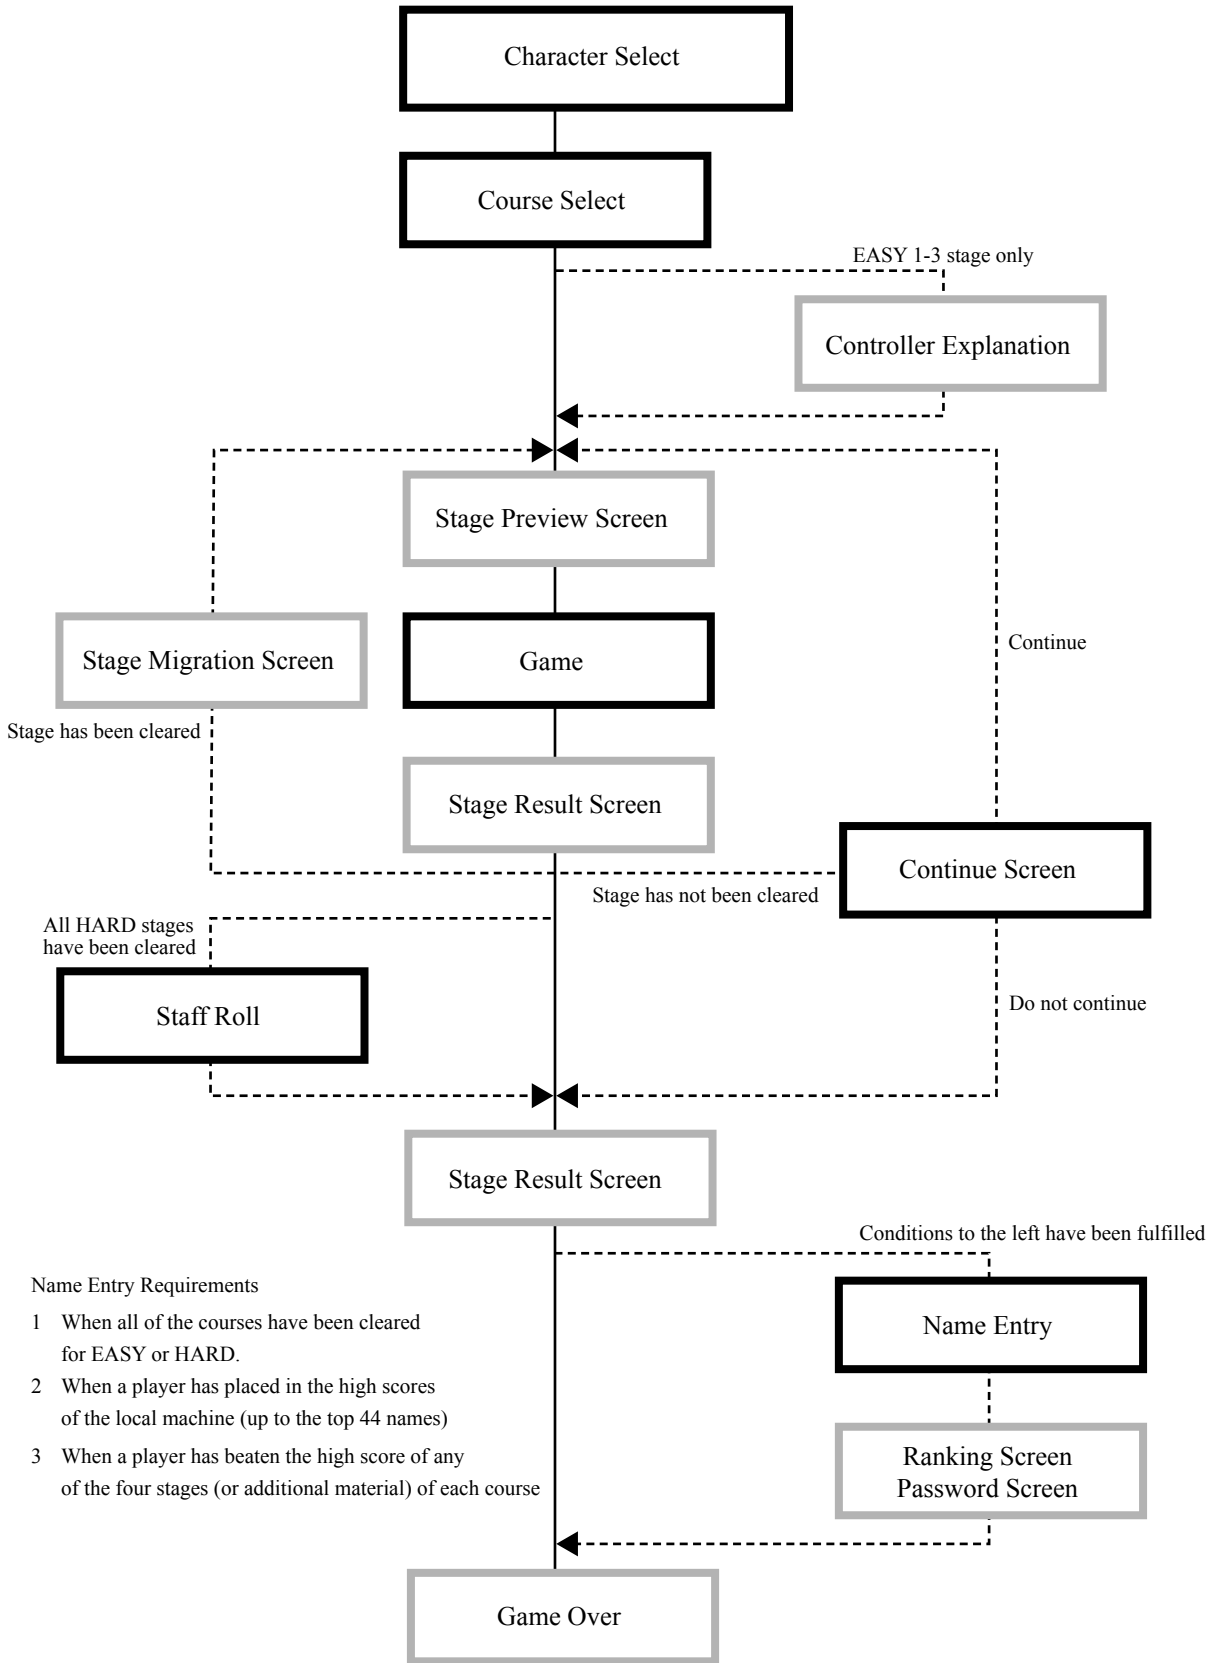 Character Select
Course Select
EASY 1-3 stage only
Controller Explanation
Stage Preview Screen
Stage Migration Screen
Game
Continue
Stage has been cleared
Stage Result Screen
Continue Screen
Stage has not been cleared
All HARD stages
have been cleared
Staff Roll
Do not continue
Stage Result Screen
Conditions to the left have been fulfilled
Name Entry
Name Entry Requirements
1 When all of the courses have been cleared
for EASY or HARD.
2 When a player has placed in the high scores
of the local machine (up to the top 44 names)
3 When a player has beaten the high score of any
of the four stages (or additional material) of each course
Ranking Screen
Password Screen
Game Over